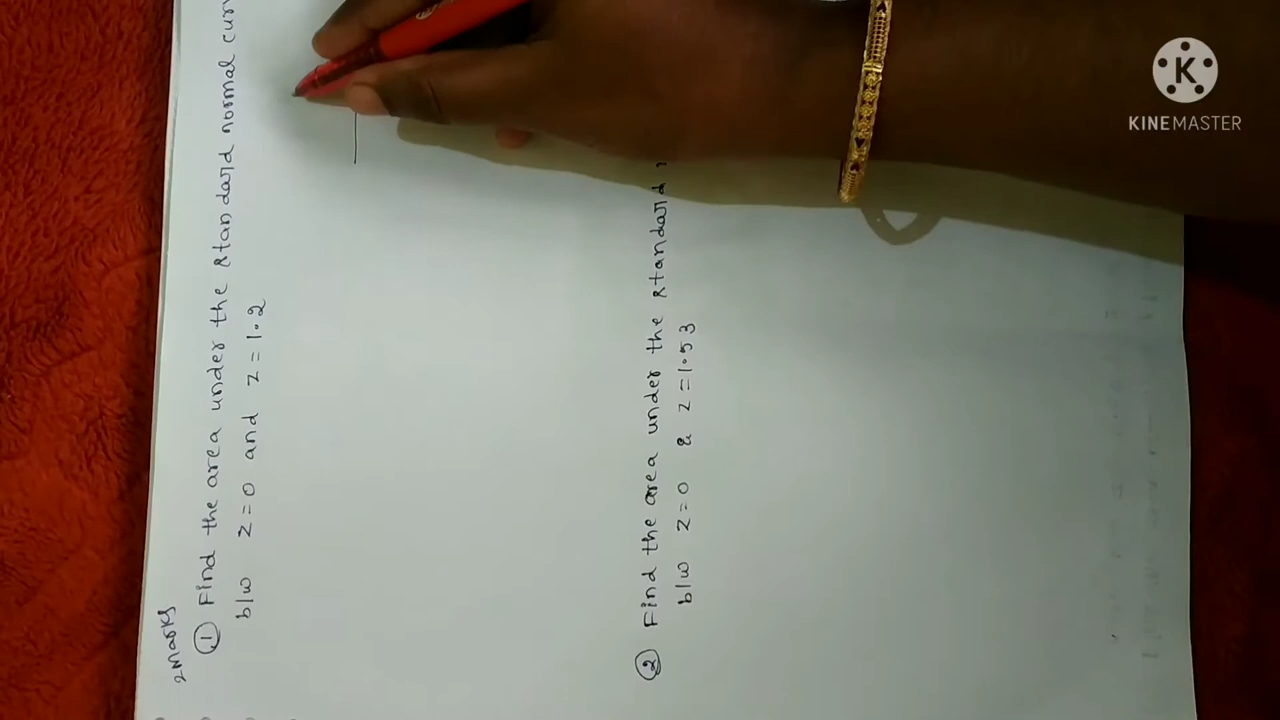 2 Marks
① Find the area under the standard normal curv
b/w z=0 and z=1.2
② Find the area under the standard
b/w z=0 & z=1.53
K
KINEMASTER